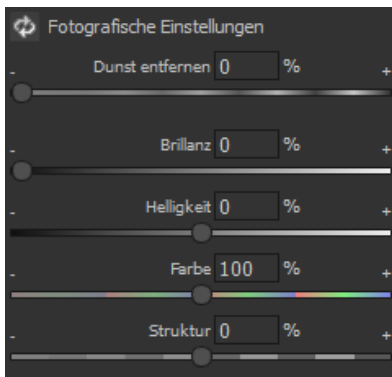 Fotografische Einstellungen
Dunst entfernen 0 %
- +
Brillanz 0 %
- +
Helligkeit 0 %
- +
Farbe 100 %
- +
Struktur 0 %
- +